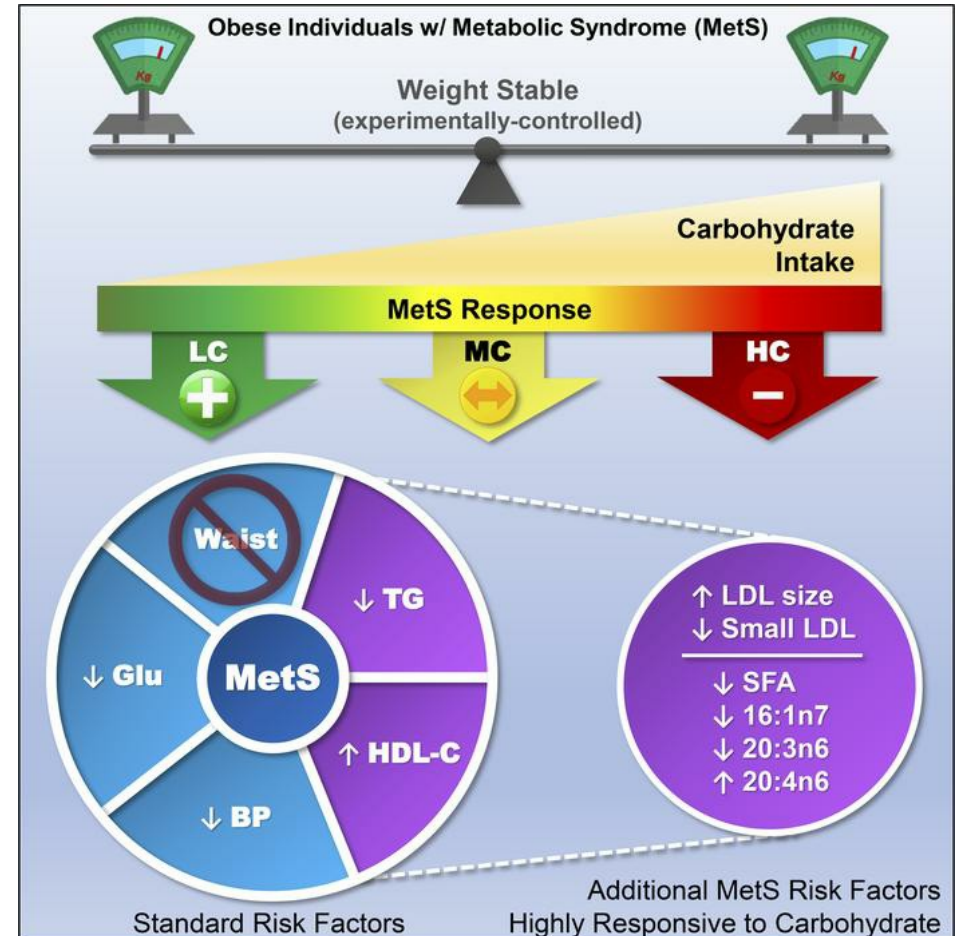 Obese Individuals w/ Metabolic Syndrome (MetS)
Kg
Kg
Weight Stable
(experimentally-controlled)
Carbohydrate
Intake
MetS Response
LC
MC
HC
Waist
↓ TG
↓ Glu
MetS
↑ HDL-C
↓ BP
↑ LDL size
↓ Small LDL
↓ SFA
↓ 16:1n7
↓ 20:3n6
↑ 20:4n6
Standard Risk Factors
Additional MetS Risk Factors
Highly Responsive to Carbohydrate